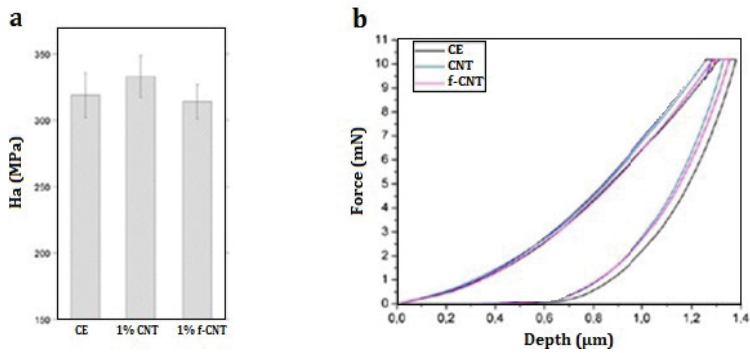 a
Ha (MPa)
350
300
250
200
150
CE
1% CNT
1% f-CNT
b
Force (mN)
11
10
9
8
7
6
5
4
3
2
1
0
CE
CNT
f-CNT
0,0
0,2
0,4
0,6
0,8
1,0
1,2
1,4
Depth (μm)